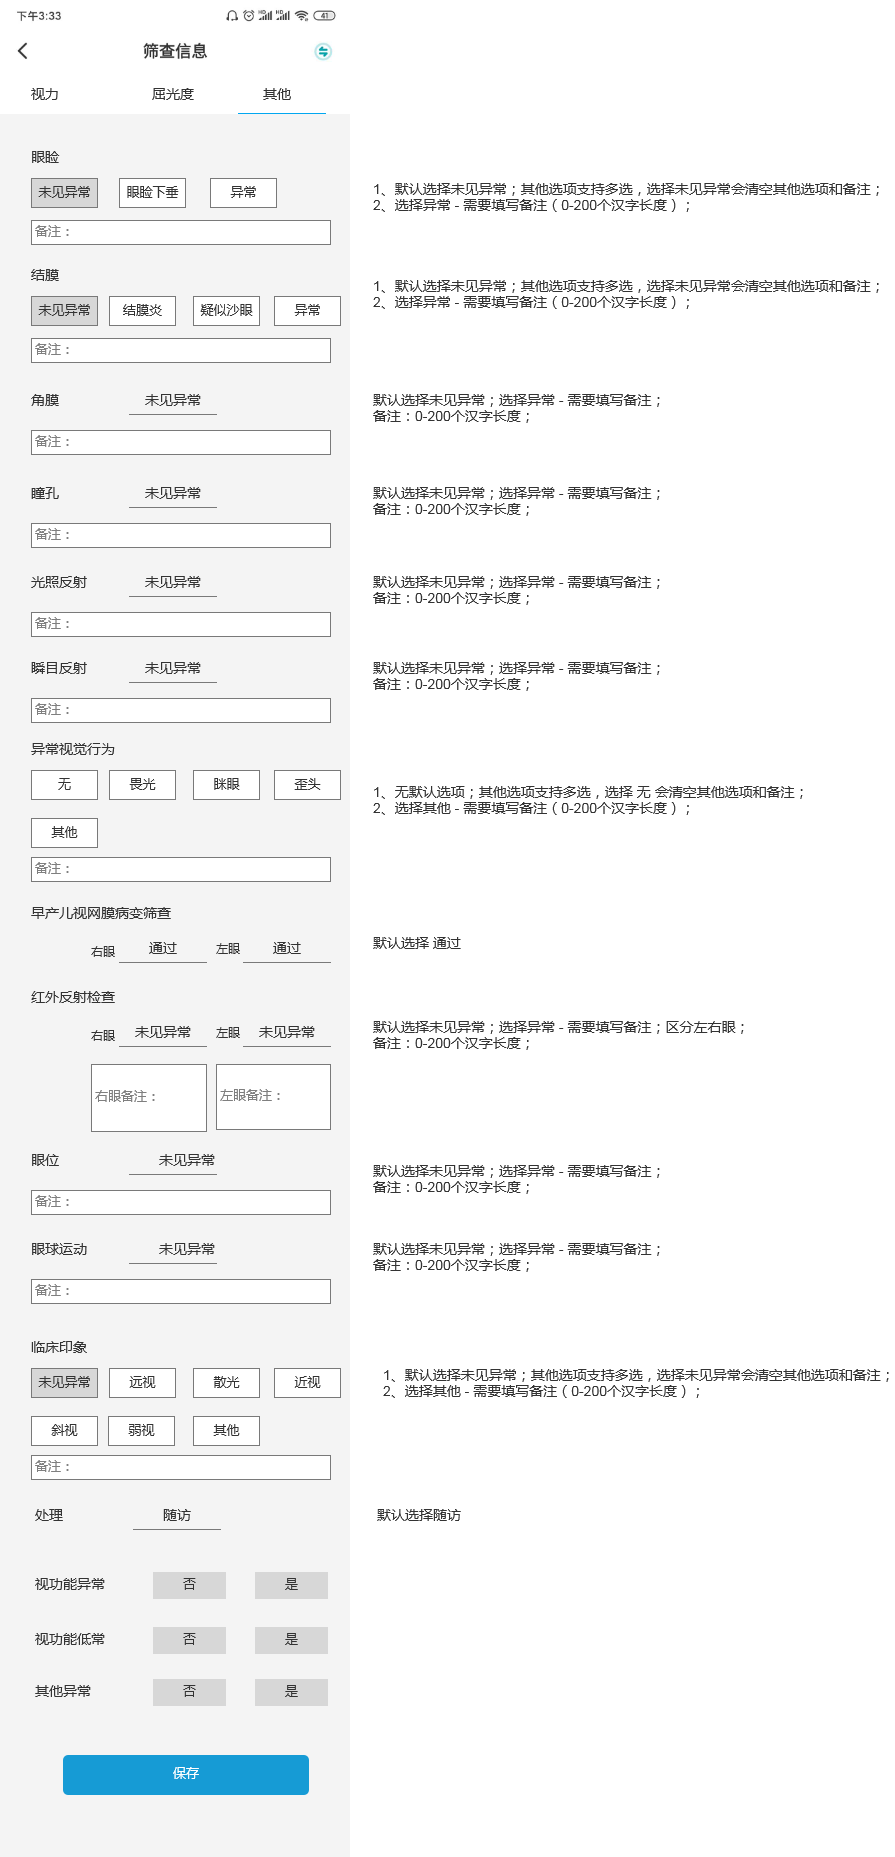 下午3:33
HD HD 41
筛查信息
视力 屈光度 其他
眼睑
未见异常 眼睑下垂 异常
1、默认选择未见异常；其他选项支持多选，选择未见异常会清空其他选项和备注；
2、选择异常 - 需要填写备注（0-200个汉字长度）；
备注：
结膜
未见异常 结膜炎 疑似沙眼 异常
1、默认选择未见异常；其他选项支持多选，选择未见异常会清空其他选项和备注；
2、选择异常 - 需要填写备注（0-200个汉字长度）；
备注：
角膜 未见异常
默认选择未见异常；选择异常 - 需要填写备注；
备注：0-200个汉字长度；
备注：
瞳孔 未见异常
默认选择未见异常；选择异常 - 需要填写备注；
备注：0-200个汉字长度；
备注：
光照反射 未见异常
默认选择未见异常；选择异常 - 需要填写备注；
备注：0-200个汉字长度；
备注：
瞬目反射 未见异常
默认选择未见异常；选择异常 - 需要填写备注；
备注：0-200个汉字长度；
备注：
异常视觉行为
无 畏光 眯眼 歪头
其他
1、无默认选项；其他选项支持多选，选择 无 会清空其他选项和备注；
2、选择其他 - 需要填写备注（0-200个汉字长度）；
备注：
早产儿视网膜病变筛查
右眼 通过 左眼 通过
默认选择 通过
红外反射检查
右眼 未见异常 左眼 未见异常
默认选择未见异常；选择异常 - 需要填写备注；区分左右眼；
备注：0-200个汉字长度；
右眼备注： 左眼备注：
眼位 未见异常
默认选择未见异常；选择异常 - 需要填写备注；
备注：0-200个汉字长度；
备注：
眼球运动 未见异常
默认选择未见异常；选择异常 - 需要填写备注；
备注：0-200个汉字长度；
备注：
临床印象
未见异常 远视 散光 近视
1、默认选择未见异常；其他选项支持多选，选择未见异常会清空其他选项和备注；
2、选择其他 - 需要填写备注（0-200个汉字长度）；
斜视 弱视 其他
备注：
处理 随访
默认选择随访
视功能异常 否 是
视功能低常 否 是
其他异常 否 是
保存